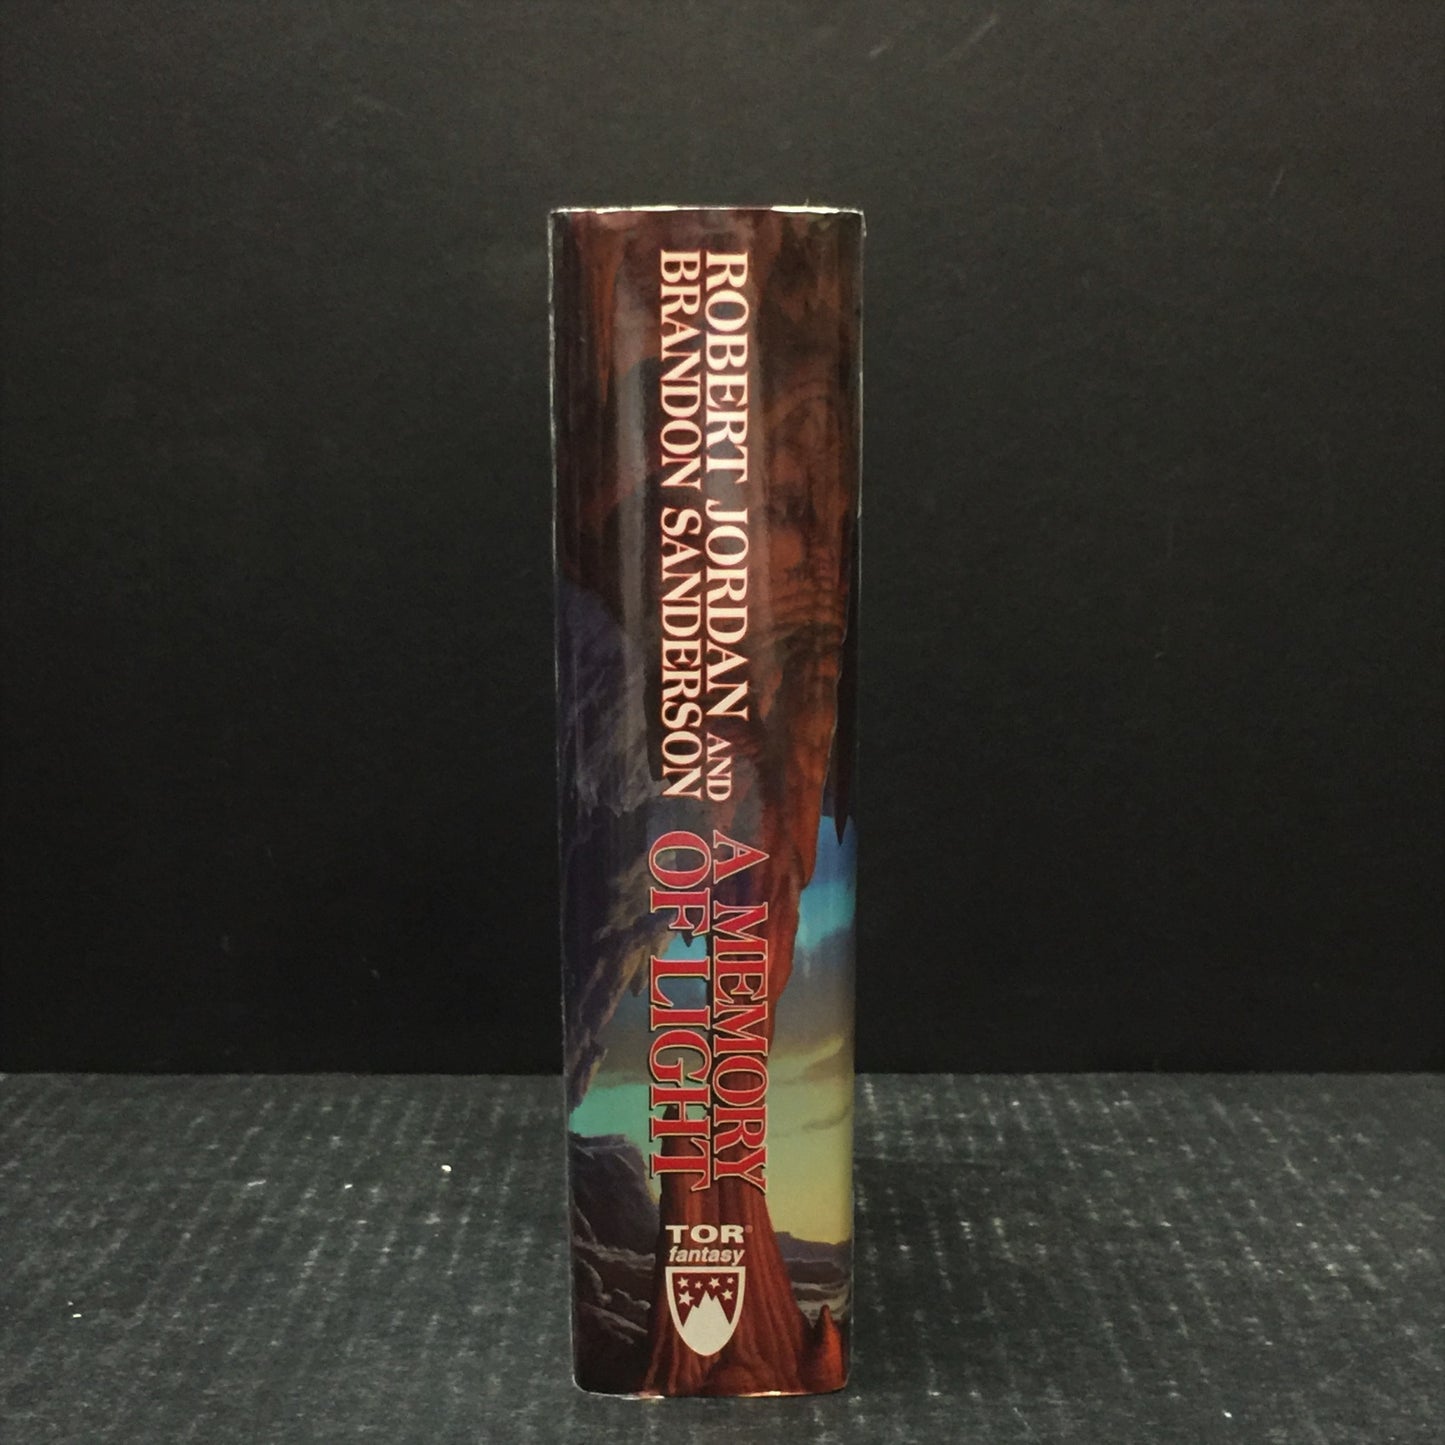 ROBERT JORDAN AND
BRANDON SANDERSON
A MEMORY
OF LIGHT
TOR®
fantasy